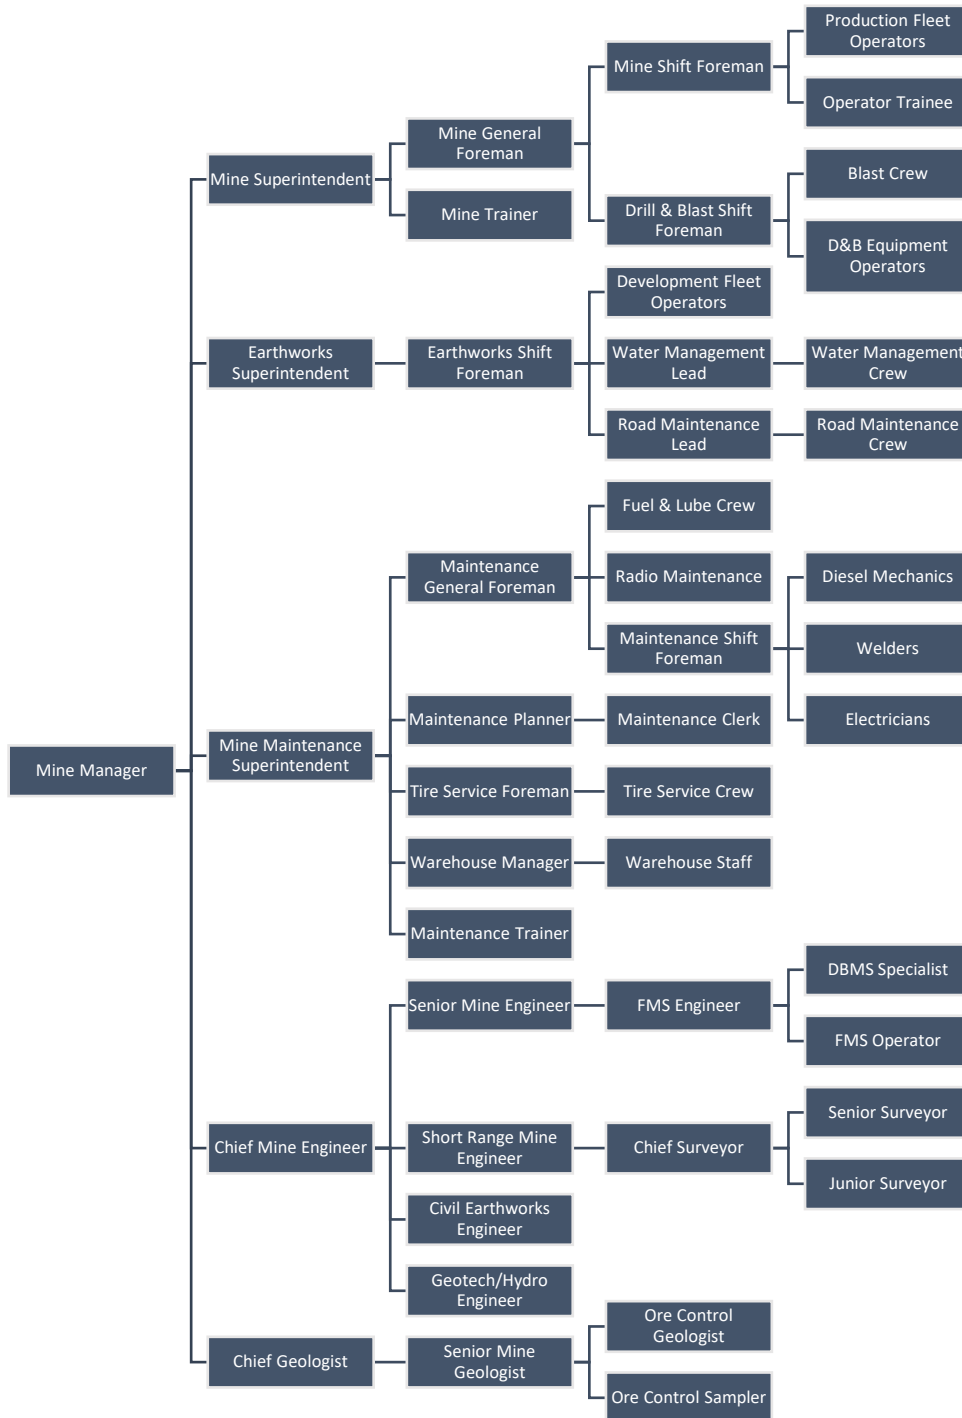 Production Fleet
Operators
Mine Shift Foreman
Operator Trainee
Mine General
Foreman
Blast Crew
Mine Superintendent
Mine Trainer
Drill & Blast Shift
Foreman
D&B Equipment
Operators
Development Fleet
Operators
Earthworks
Superintendent
Earthworks Shift
Foreman
Water Management
Lead
Water Management
Crew
Road Maintenance
Lead
Road Maintenance
Crew
Fuel & Lube Crew
Maintenance
General Foreman
Radio Maintenance
Diesel Mechanics
Maintenance Shift
Foreman
Welders
Maintenance Planner
Maintenance Clerk
Electricians
Mine Manager
Mine Maintenance
Superintendent
Tire Service Foreman
Tire Service Crew
Warehouse Manager
Warehouse Staff
Maintenance Trainer
DBMS Specialist
Senior Mine Engineer
FMS Engineer
FMS Operator
Senior Surveyor
Chief Mine Engineer
Short Range Mine
Engineer
Chief Surveyor
Junior Surveyor
Civil Earthworks
Engineer
Geotech/Hydro
Engineer
Ore Control
Geologist
Chief Geologist
Senior Mine
Geologist
Ore Control Sampler